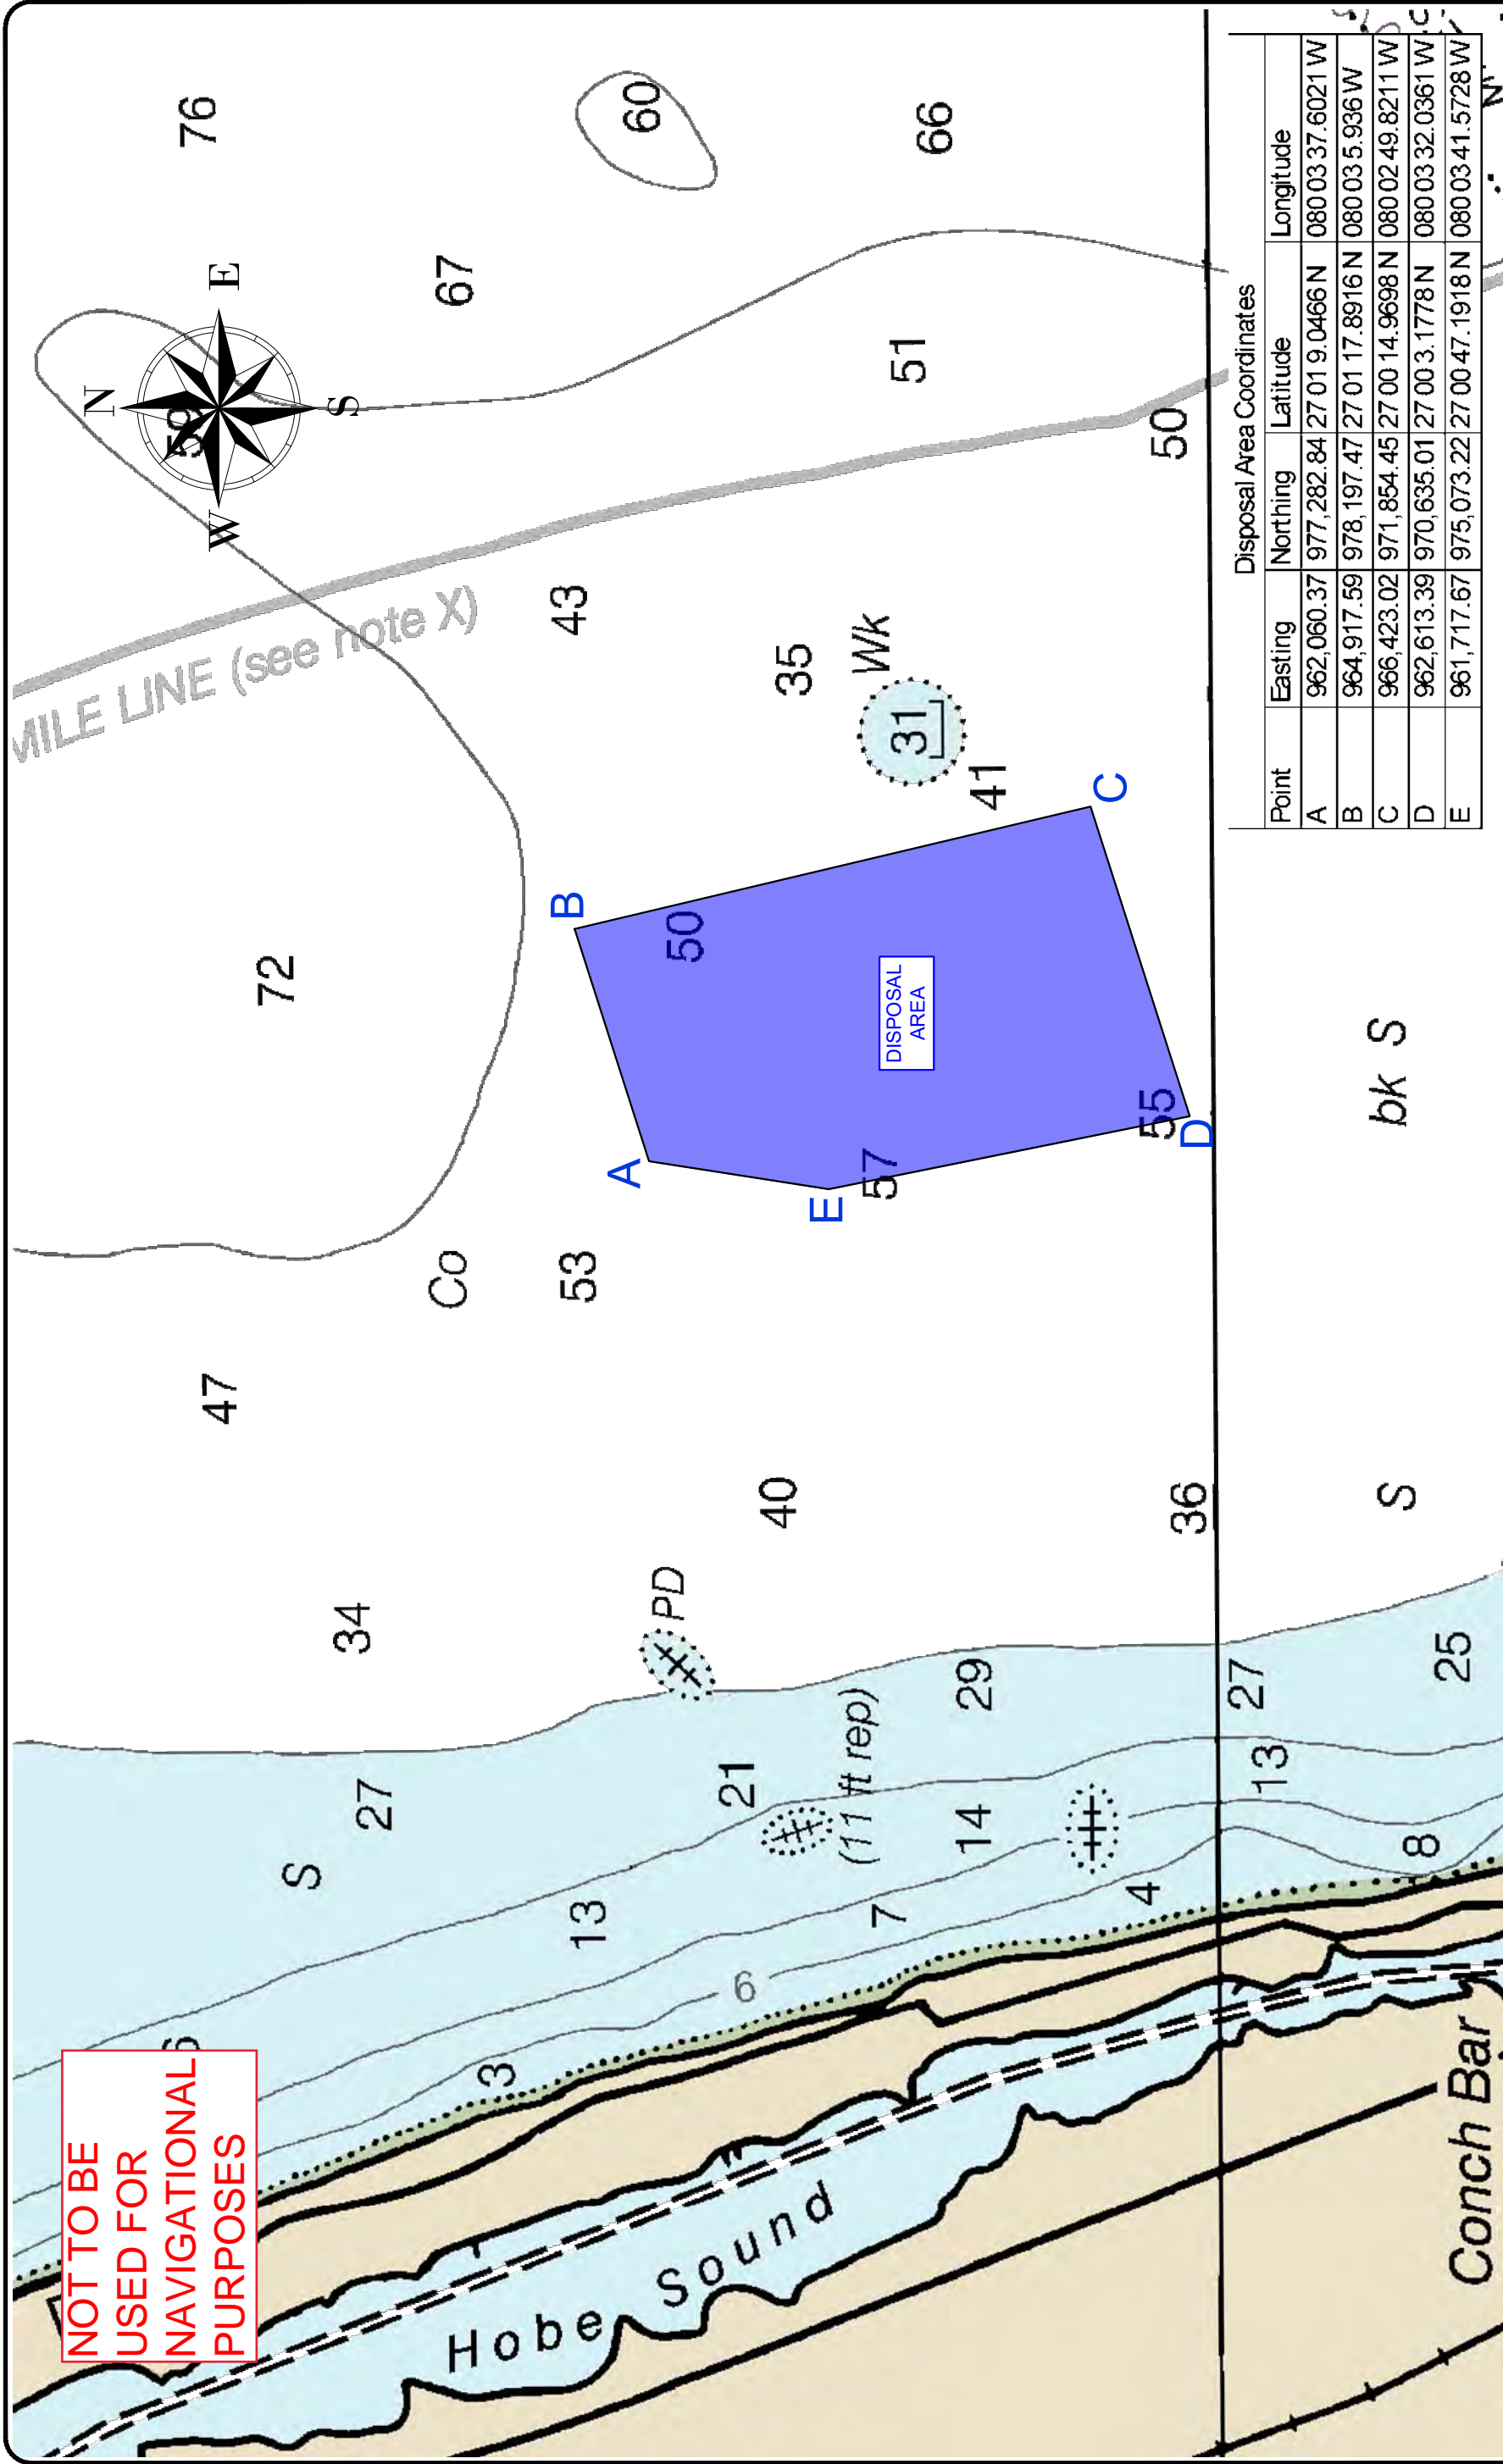 NOT TO BE
USED FOR
NAVIGATIONAL
PURPOSES
MILE LINE (see note X)
N
E
S
W
59
76
60
66
67
51
50
72
43
35
Wk
31
41
47
Co
53
A
B
C
D
E
50
57
55
DISPOSAL
AREA
34
40
36
PD
S
27
21
(11 ft rep)
29
27
25
13
14
13
7
4
8
6
3
S
bk S
Hobe Sound
Conch Bar
Disposal Area Coordinates
Point Easting Northing Latitude Longitude
A 962,060.37 977,282.84 27 01 9.0466 N 080 03 37.6021 W
B 964,917.59 978,197.47 27 01 17.8916 N 080 03 5.936 W
C 966,423.02 971,854.45 27 00 14.9698 N 080 02 49.8211 W
D 962,613.39 970,635.01 27 00 3.1778 N 080 03 32.0361 W
E 961,717.67 975,073.22 27 00 47.1918 N 080 03 41.5728 W